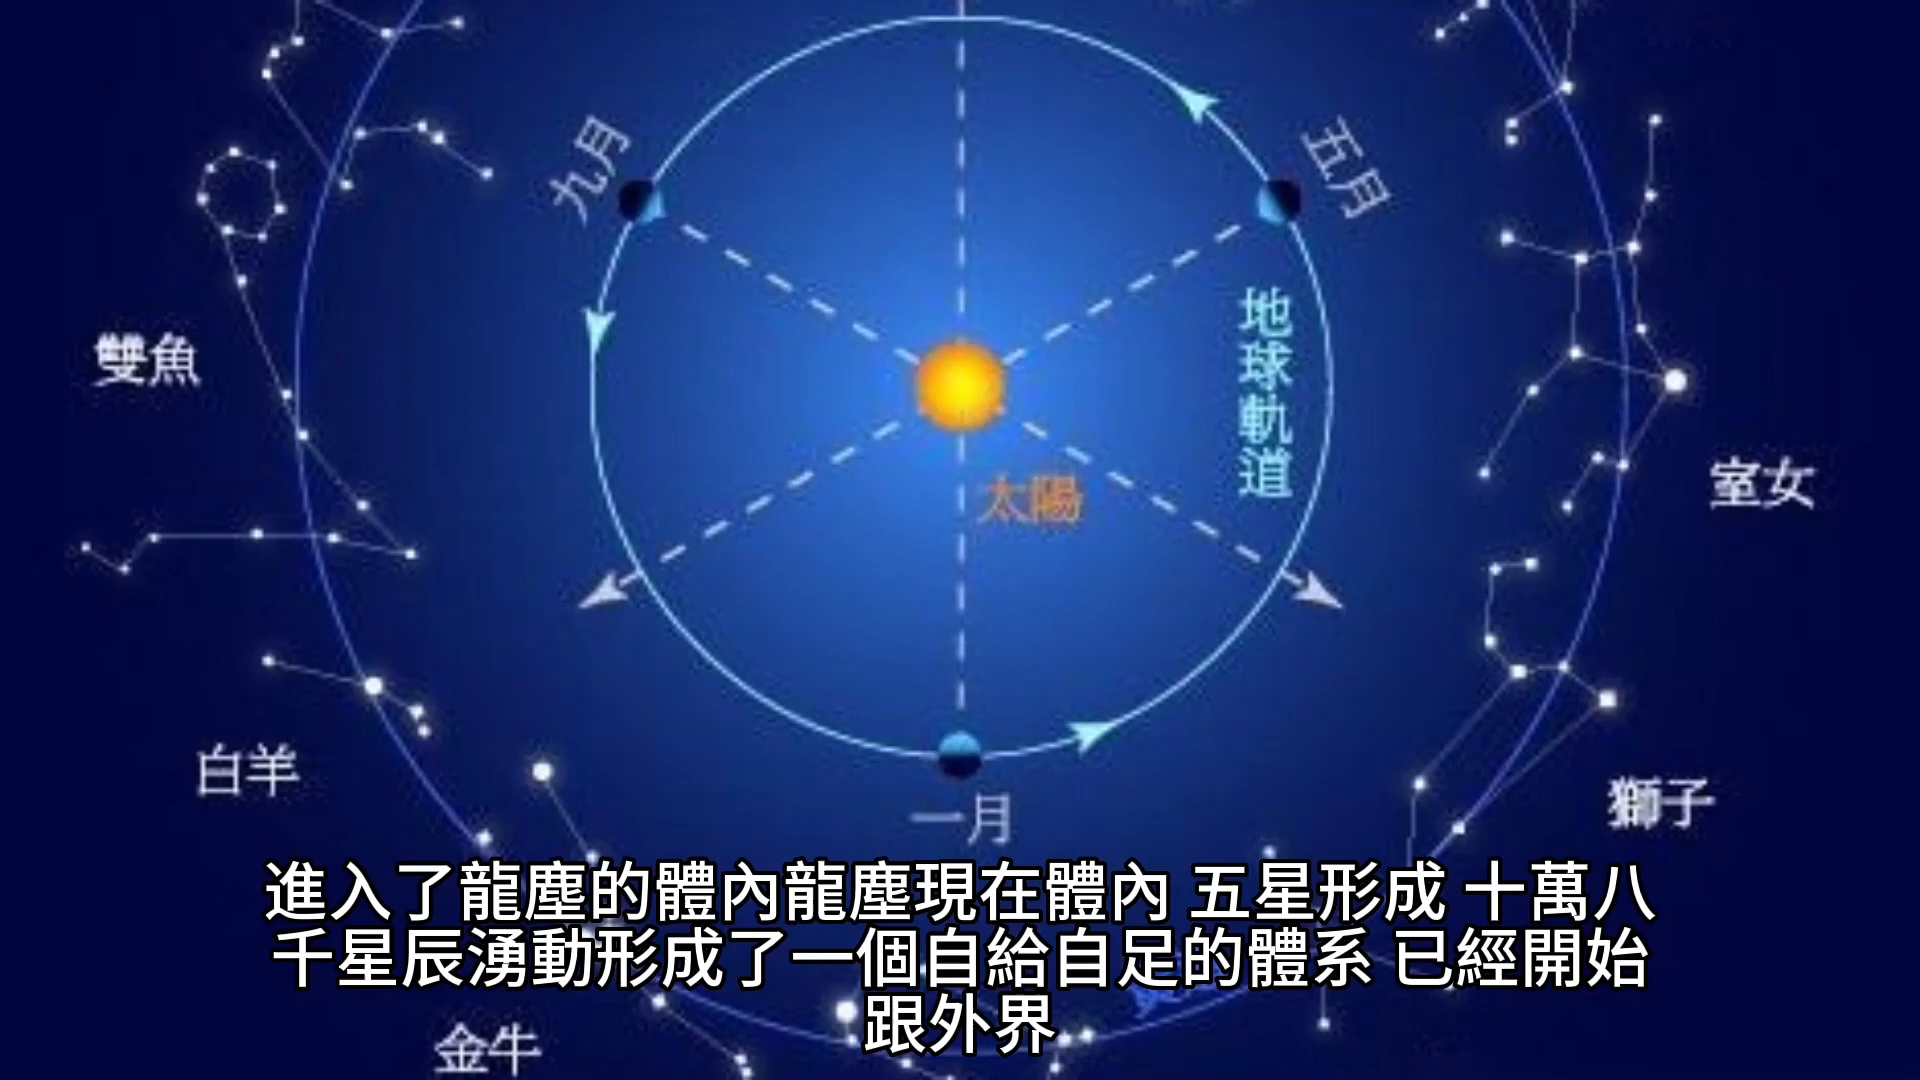 九月
五月
地球軌道
雙魚
太陽
室女
白羊
獅子
一月
進入了龍塵的體內龍塵現在體內 五星形成 十萬八
千星辰湧動形成了一個自給自足的體系 已經開始
跟外界
金牛